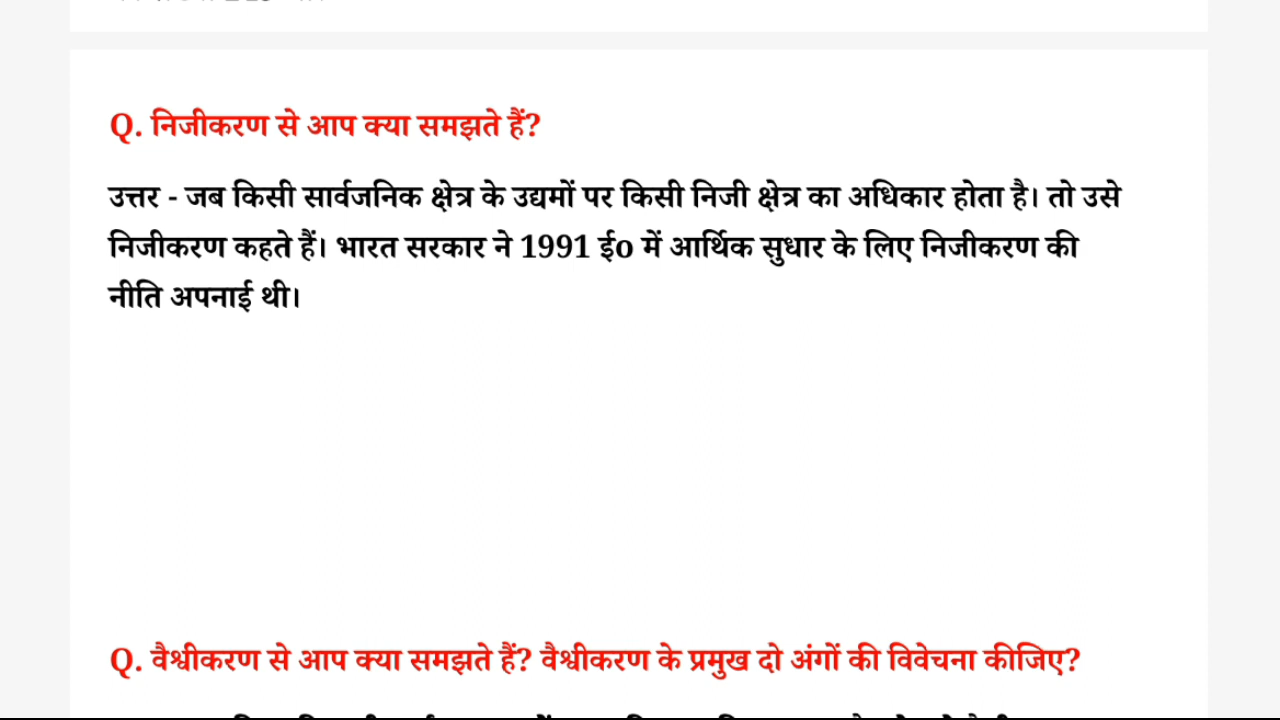 Q. निजीकरण से आप क्या समझते हैं?
उत्तर - जब किसी सार्वजनिक क्षेत्र के उद्यमों पर किसी निजी क्षेत्र का अधिकार होता है। तो उसे
निजीकरण कहते हैं। भारत सरकार ने 1991 ईo में आर्थिक सुधार के लिए निजीकरण की
नीति अपनाई थी।
Q. वैश्वीकरण से आप क्या समझते हैं? वैश्वीकरण के प्रमुख दो अंगों की विवेचना कीजिए?